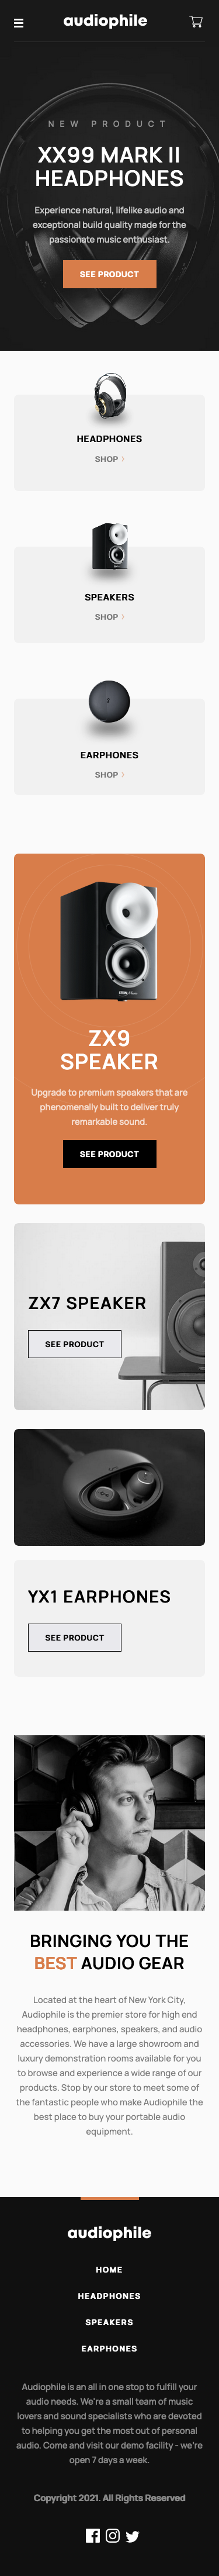 audiophile
NEW PRODUCT
XX99 MARK II
HEADPHONES
Experience natural, lifelike audio and
exceptional build quality made for the
passionate music enthusiast.
SEE PRODUCT
HEADPHONES
SHOP
SPEAKERS
SHOP
EARPHONES
SHOP
ZX9
SPEAKER
Upgrade to premium speakers that are
phenomenally built to deliver truly
remarkable sound.
SEE PRODUCT
ZX7 SPEAKER
SEE PRODUCT
YX1 EARPHONES
SEE PRODUCT
BRINGING YOU THE
BEST AUDIO GEAR
Located at the heart of New York City,
Audiophile is the premier store for high end
headphones, earphones, speakers, and audio
accessories. We have a large showroom and
luxury demonstration rooms available for you
to browse and experience a wide range of our
products. Stop by our store to meet some of
the fantastic people who make Audiophile the
best place to buy your portable audio
equipment.
audiophile
HOME
HEADPHONES
SPEAKERS
EARPHONES
Audiophile is an all in one stop to fulfill your
audio needs. We're a small team of music
lovers and sound specialists who are devoted
to helping you get the most out of personal
audio. Come and visit our demo facility - we're
open 7 days a week.
Copyright 2021. All Rights Reserved